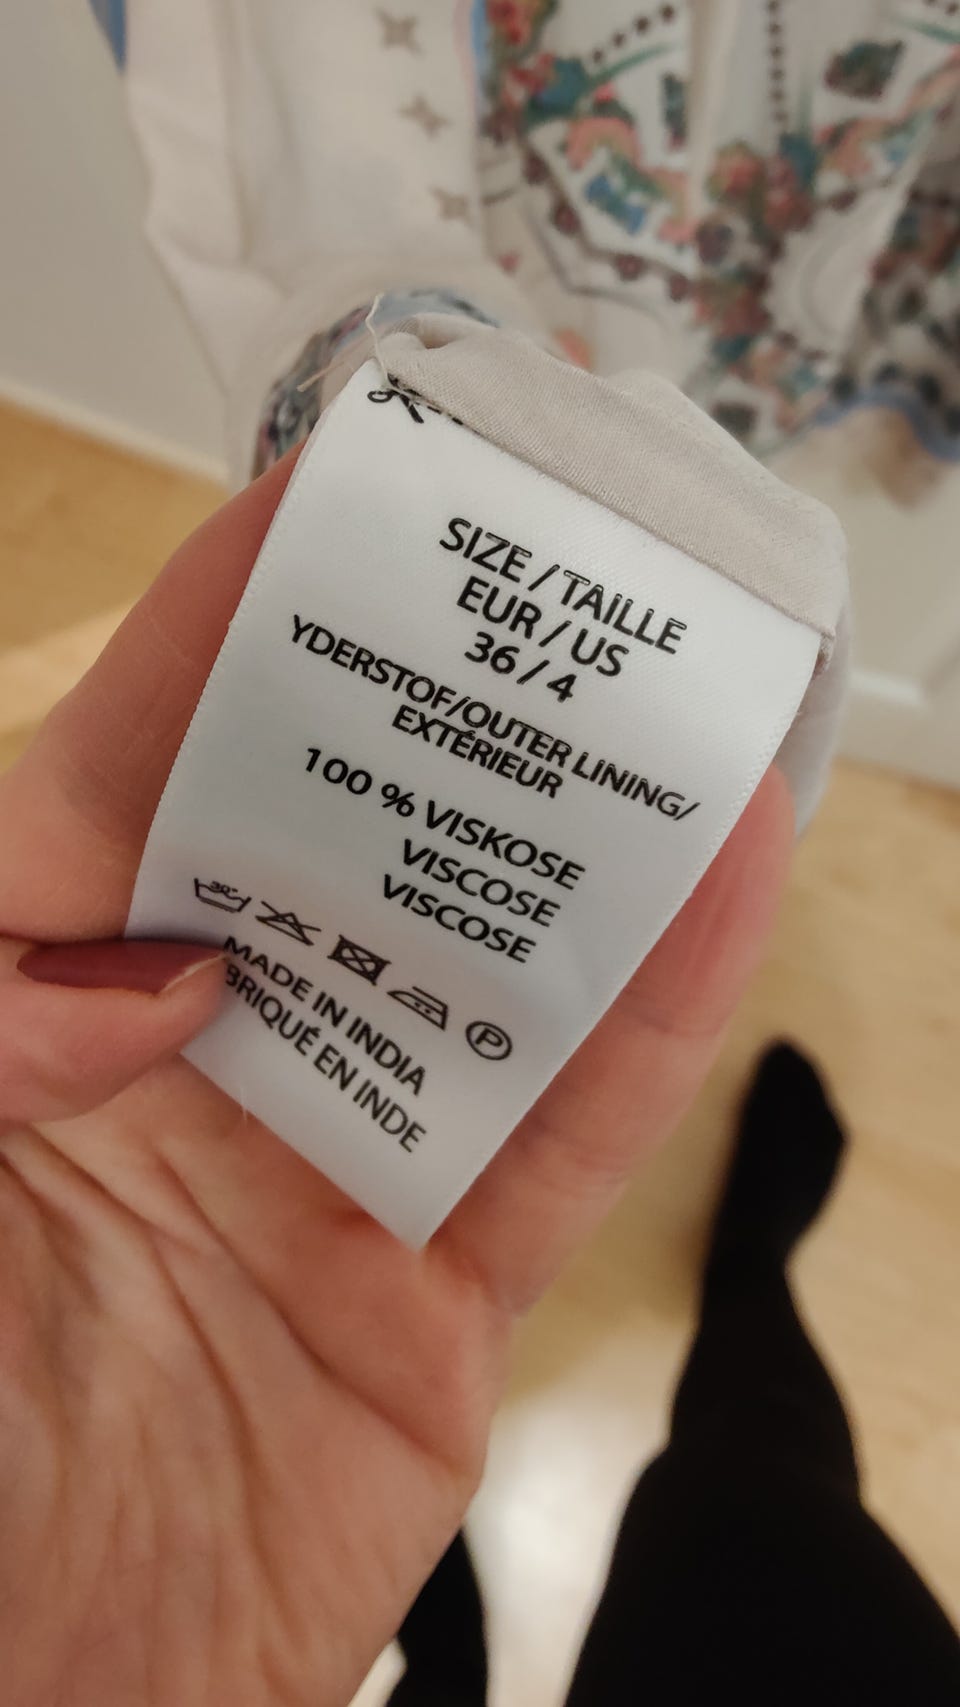 SIZE / TAILLE
EUR / US
36 / 4
YDERSTOF/OUTER LINING/
EXTÉRIEUR
100 % VISKOSE
VISCOSE
VISCOSE
30°
P
MADE IN INDIA
BRIQUÉ EN INDE